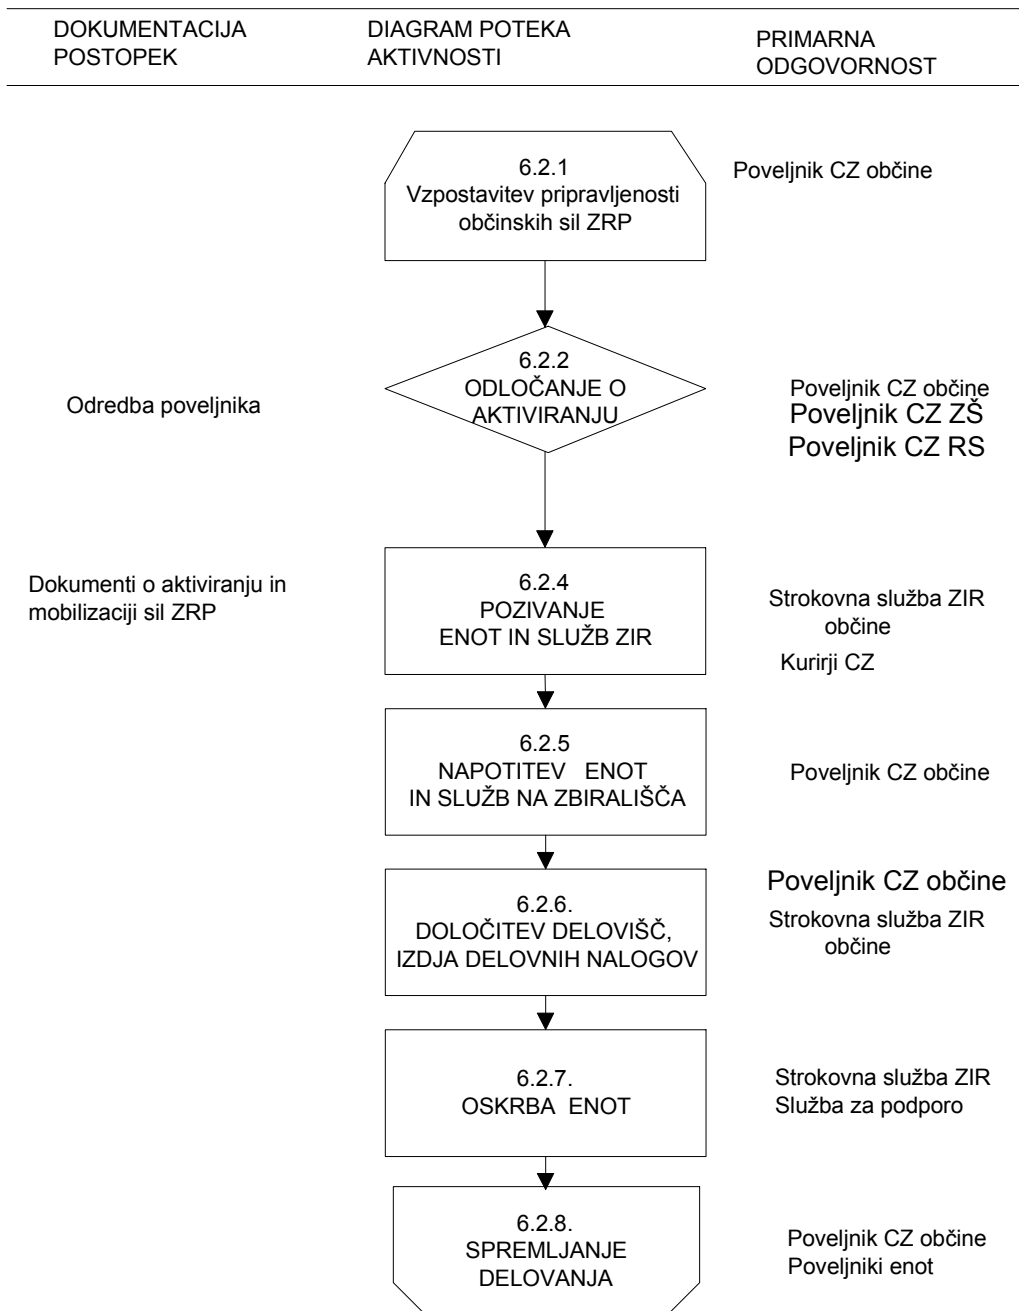 DOKUMENTACIJA
POSTOPEK
DIAGRAM POTEKA
AKTIVNOSTI
PRIMARNA
ODGOVORNOST
6.2.1
Vzpostavitev pripravljenosti
občinskih sil ZRP
Poveljnik CZ občine
Odredba poveljnika
6.2.2
ODLOČANJE O
AKTIVIRANJU
Poveljnik CZ občine
Poveljnik CZ ZŠ
Poveljnik CZ RS
Dokumenti o aktiviranju in
mobilizaciji sil ZRP
6.2.4
POZIVANJE
ENOT IN SLUŽB ZIR
Strokovna služba ZIR
občine
Kurirji CZ
6.2.5
NAPOTITEV ENOT
IN SLUŽB NA ZBIRALIŠČA
Poveljnik CZ občine
6.2.6.
DOLOČITEV DELOVIŠČ,
IZDJA DELOVNIH NALOGOV
Poveljnik CZ občine
Strokovna služba ZIR
občine
6.2.7.
OSKRBA ENOT
Strokovna služba ZIR
Služba za podporo
6.2.8.
SPREMLJANJE
DELOVANJA
Poveljnik CZ občine
Poveljniki enot